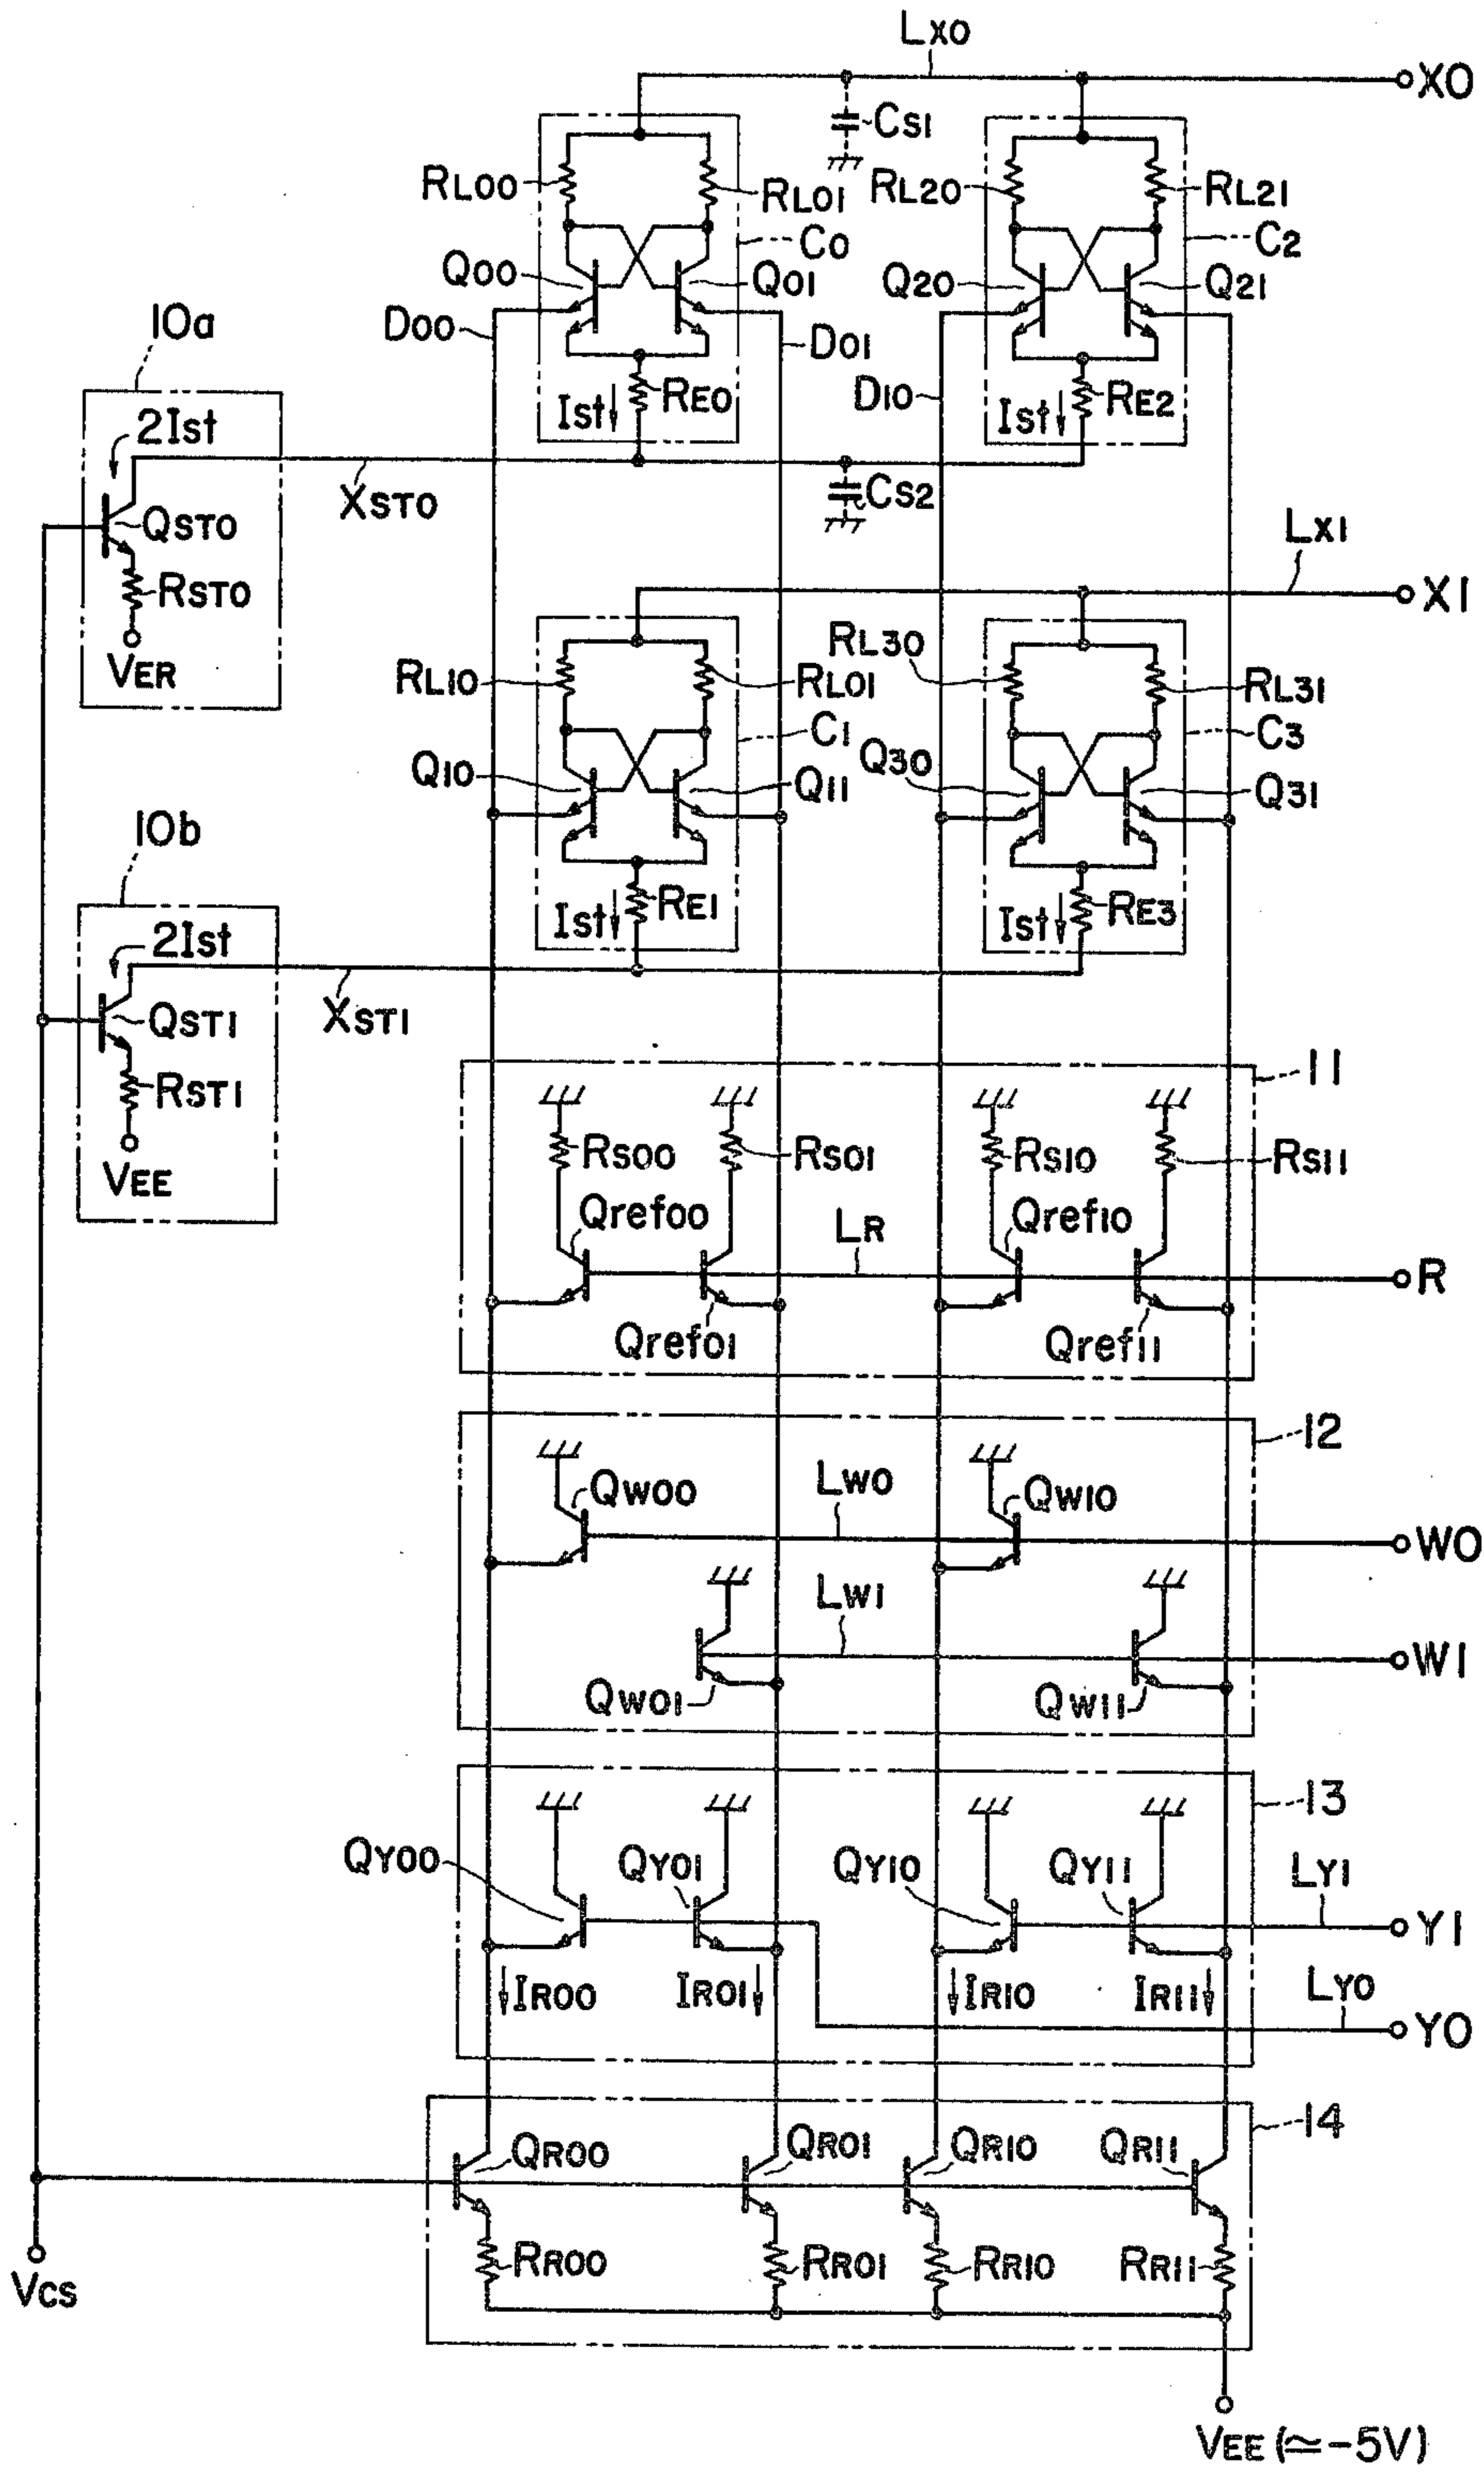 LX0
X0
CS1
RL00
RL01
RL20
RL21
C0
C2
Q00
Q01
Q20
Q21
10a
D00
D01
D10
2Ist
Ist
RE0
Ist
RE2
XST0
CS2
QST0
LX1
RST0
X1
VER
RL30
RL10
RL01
RL31
C1
C3
Q10
Q11
Q30
Q31
10b
2Ist
Ist
RE1
Ist
RE3
QST1
XST1
RST1
11
VEE
RS00
RS01
RS10
RS11
Qref00
LR
Qref10
R
Qref01
Qref11
12
QW00
LW0
QW10
W0
LW1
W1
QW01
QW11
13
QY00
QY01
QY10
QY11
LY1
Y1
IR00
IR01
IR10
IR11
LY0
Y0
14
QR00
QR01
QR10
QR11
RR00
RR01
RR10
RR11
VCS
VEE (≃-5V)